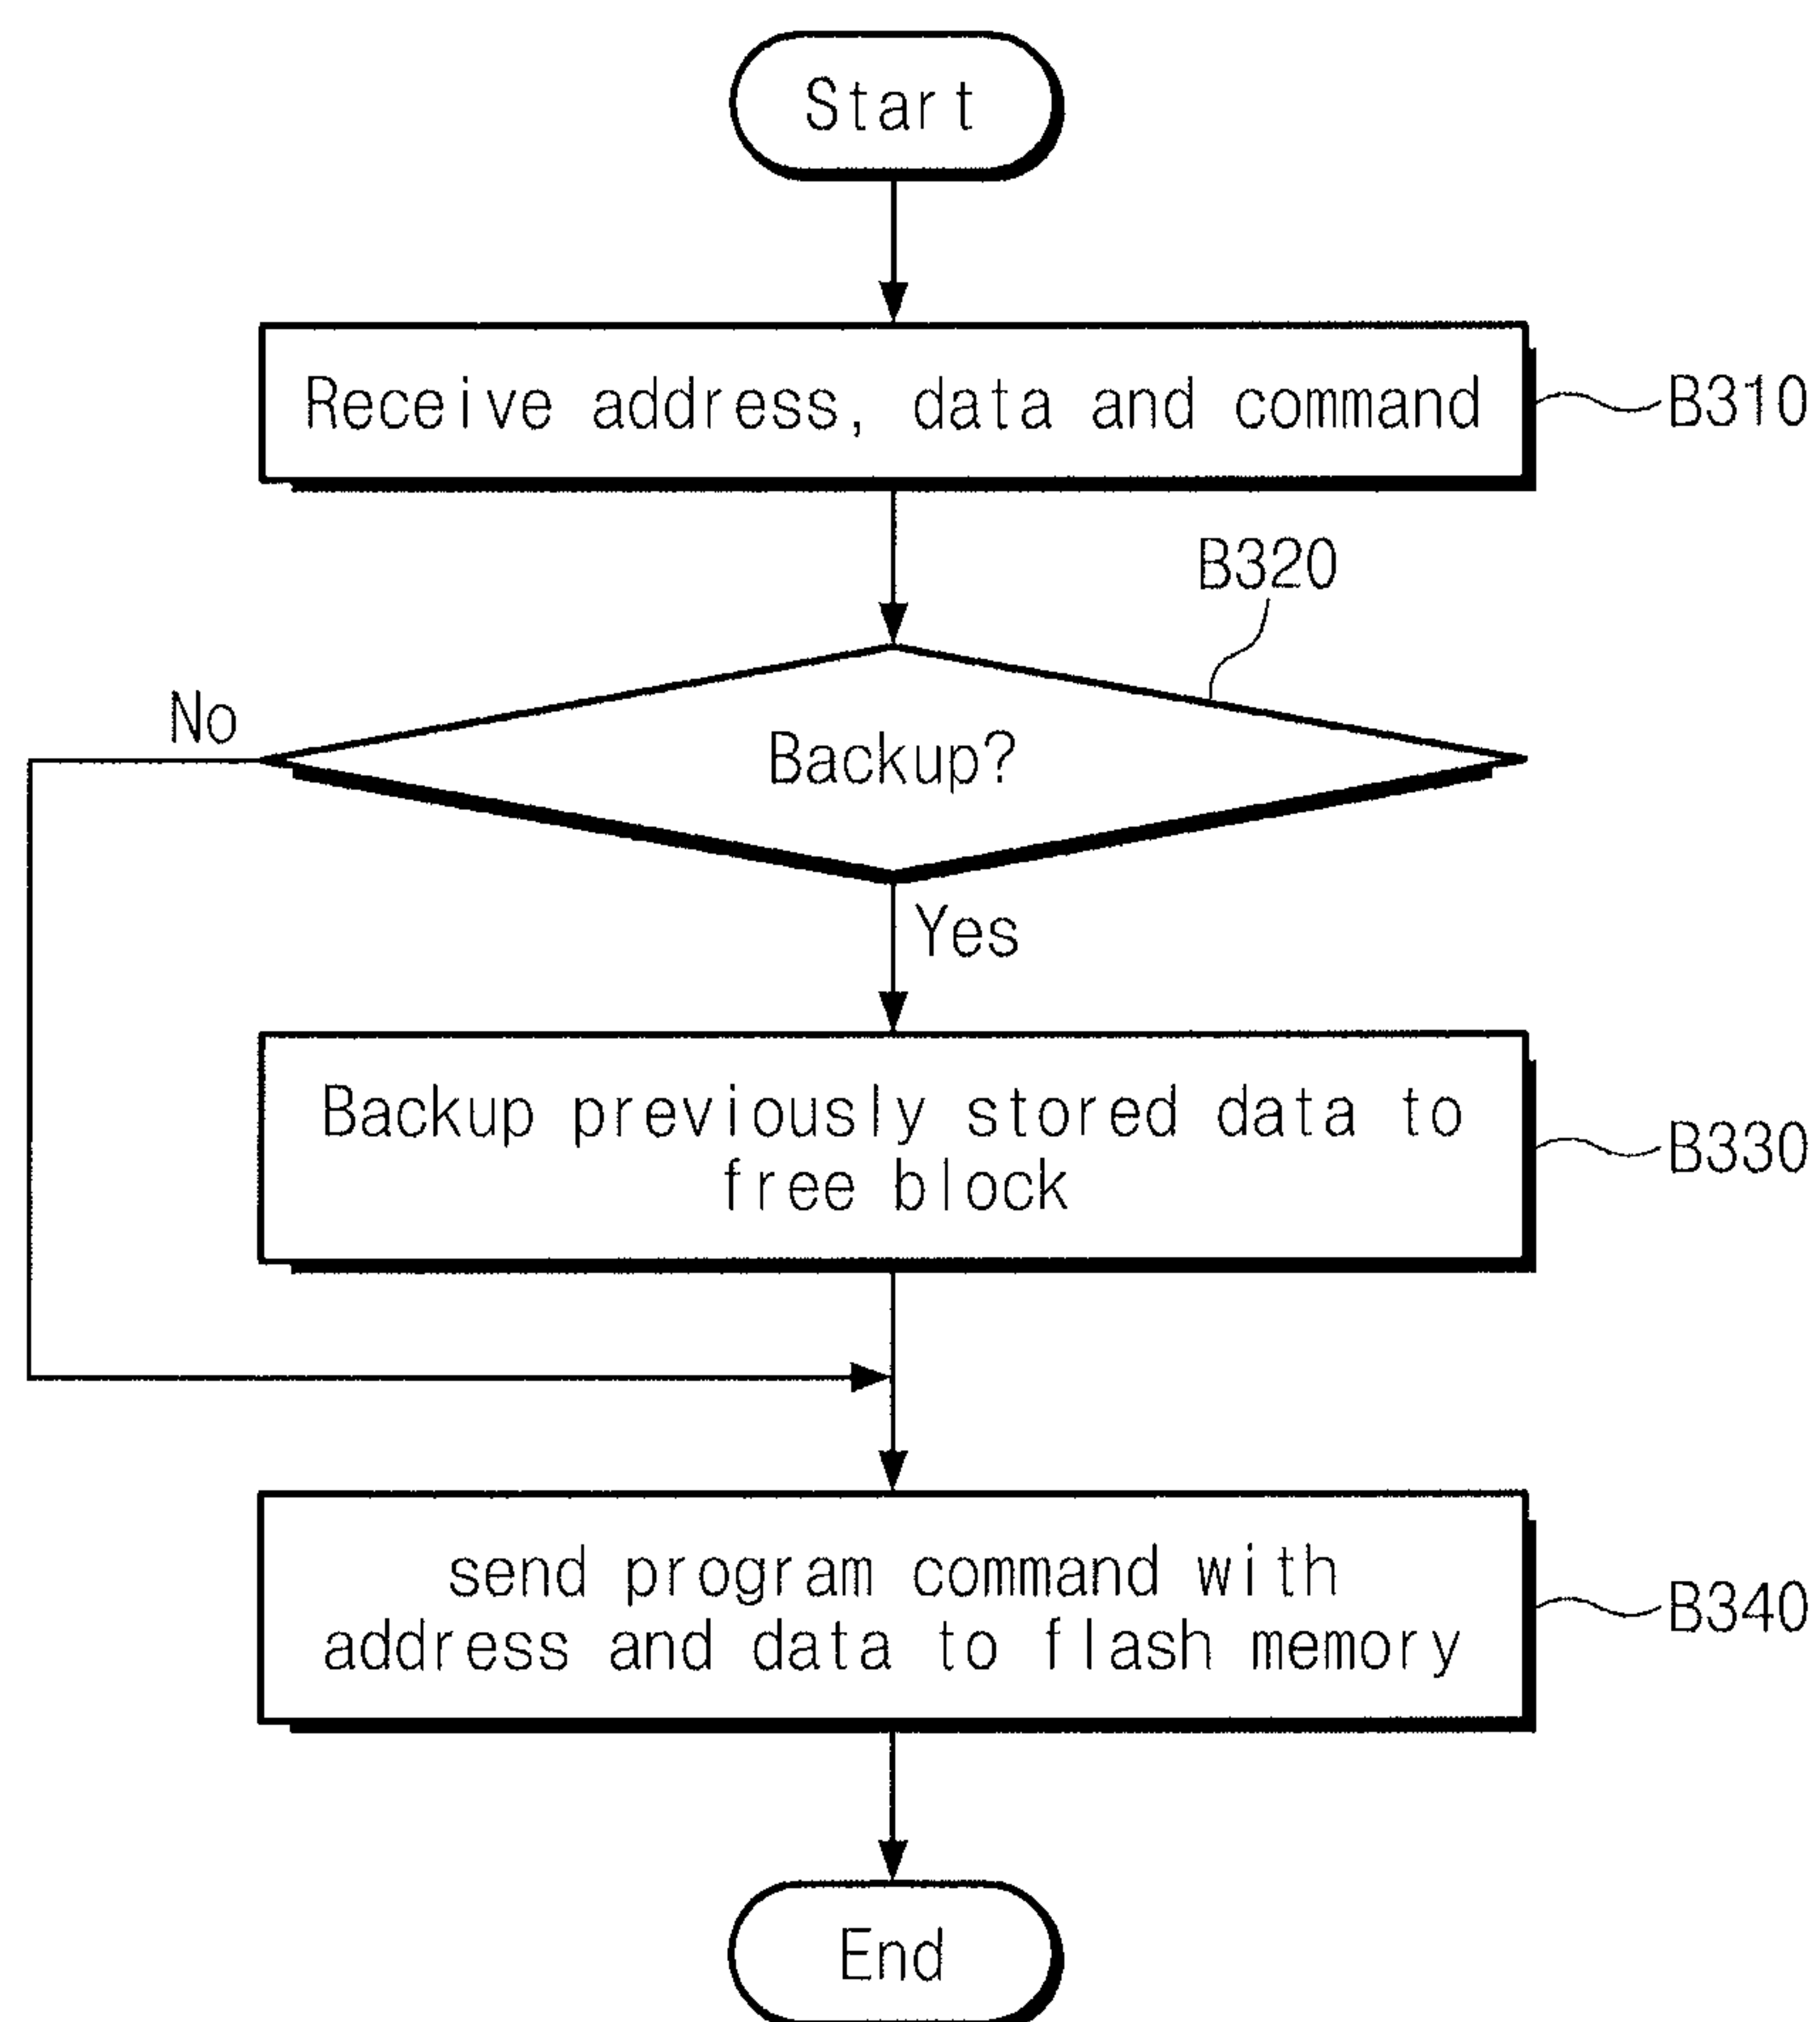 Start
Receive address, data and command
B310
B320
No
Backup?
Yes
Backup previously stored data to
free block
B330
send program command with
address and data to flash memory
B340
End